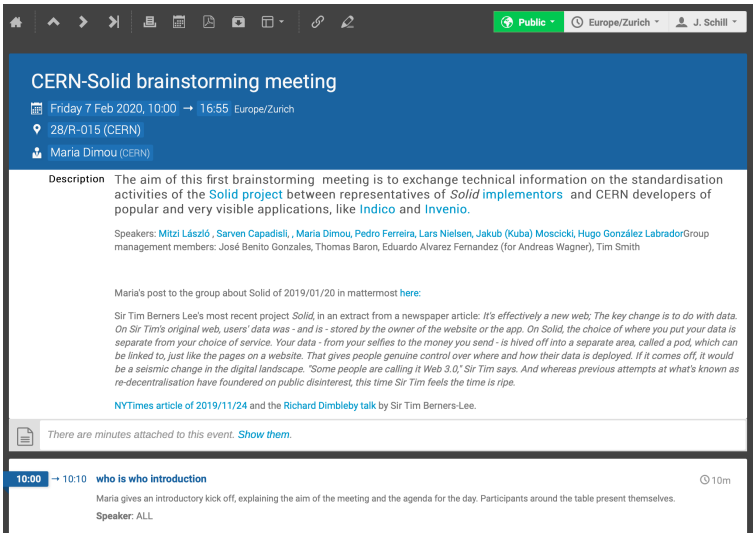 Public
Europe/Zurich
J. Schill
CERN-Solid brainstorming meeting
Friday 7 Feb 2020, 10:00 → 16:55 Europe/Zurich
28/R-015 (CERN)
Maria Dimou (CERN)
Description The aim of this first brainstorming meeting is to exchange technical information on the standardisation
activities of the Solid project between representatives of Solid implementors and CERN developers of
popular and very visible applications, like Indico and Invenio.
Speakers: Mitzi László , Sarven Capadisli, , Maria Dimou, Pedro Ferreira, Lars Nielsen, Jakub (Kuba) Moscicki, Hugo González LabradorGroup
management members: José Benito Gonzales, Thomas Baron, Eduardo Alvarez Fernandez (for Andreas Wagner), Tim Smith
Maria's post to the group about Solid of 2019/01/20 in mattermost here:
Sir Tim Berners Lee's most recent project Solid, in an extract from a newspaper article: It's effectively a new web; The key change is to do with data.
On Sir Tim's original web, users' data was - and is - stored by the owner of the website or the app. On Solid, the choice of where you put your data is
separate from your choice of service. Your data - from your selfies to the money you send - is hived off into a separate area, called a pod, which can
be linked to, just like the pages on a website. That gives people genuine control over where and how their data is deployed. If it comes off, it would
be a seismic change in the digital landscape. "Some people are calling it Web 3.0," Sir Tim says. And whereas previous attempts at what's known as
re-decentralisation have foundered on public disinterest, this time Sir Tim feels the time is ripe.
NYTimes article of 2019/11/24 and the Richard Dimbleby talk by Sir Tim Berners-Lee.
There are minutes attached to this event. Show them.
10:00 → 10:10 who is who introduction 10m
Maria gives an introductory kick off, explaining the aim of the meeting and the agenda for the day. Participants around the table present themselves.
Speaker: ALL